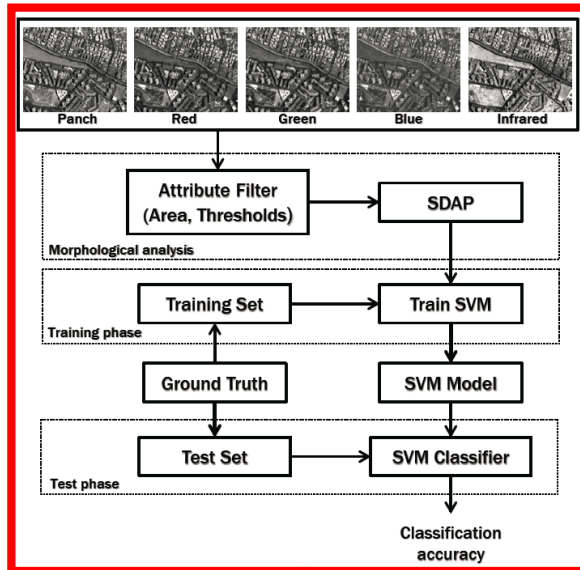 Panch Red Green Blue Infrared
Attribute Filter
(Area, Thresholds)
SDAP
Morphological analysis
Training Set
Train SVM
Training phase
Ground Truth
SVM Model
Test Set
SVM Classifier
Test phase
Classification
accuracy